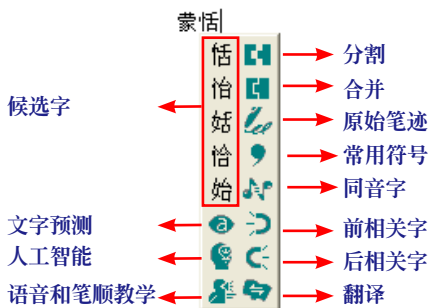 蒙恬
恬 分割
怡 合并
候选字
姡 原始笔迹
恰 常用符号
始 同音字
文字预测 a 前相关字
人工智能 后相关字
语音和笔顺教学 翻译